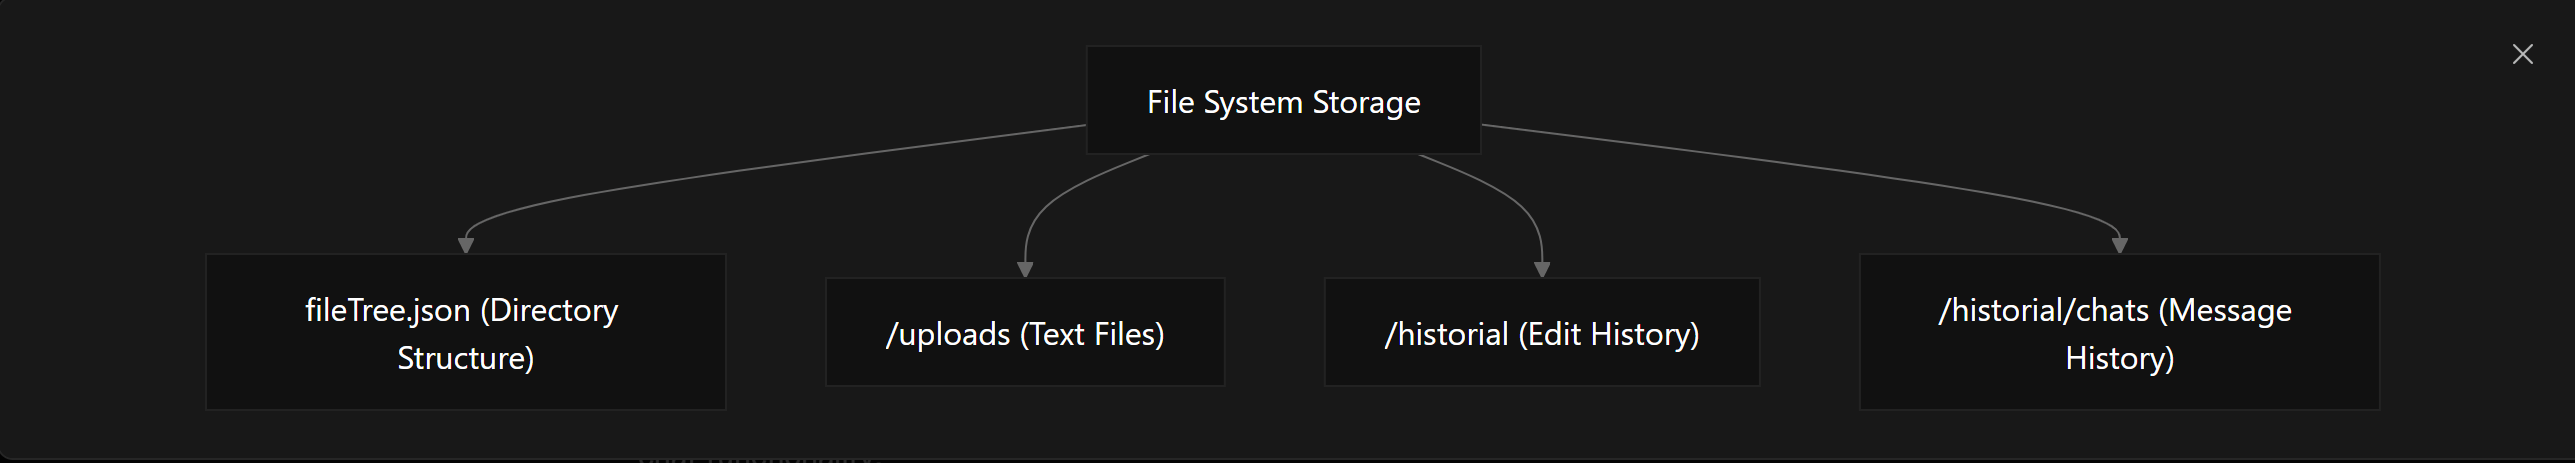 File System Storage
fileTree.json (Directory
Structure)
/uploads (Text Files)
/historial (Edit History)
/historial/chats (Message
History)